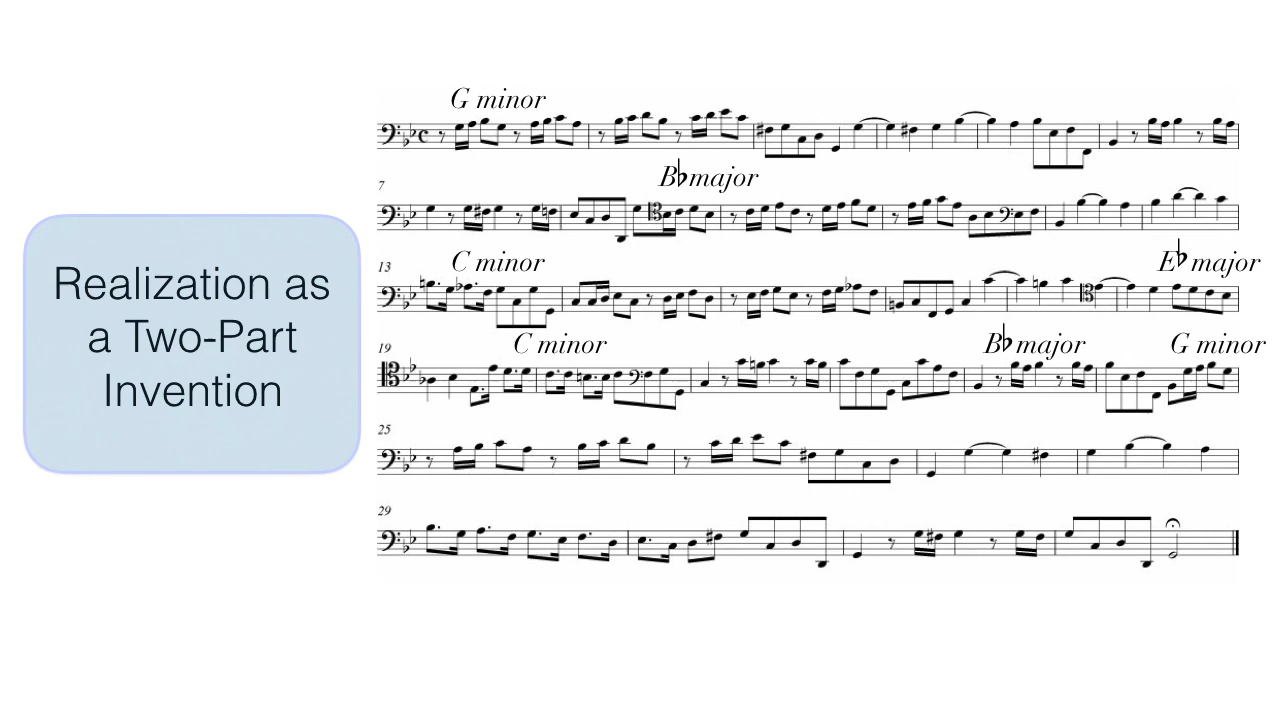 Realization as
a Two-Part
Invention
G minor
7
B♭ major
13
C minor
E♭ major
19
C minor
B♭ major
G minor
25
29